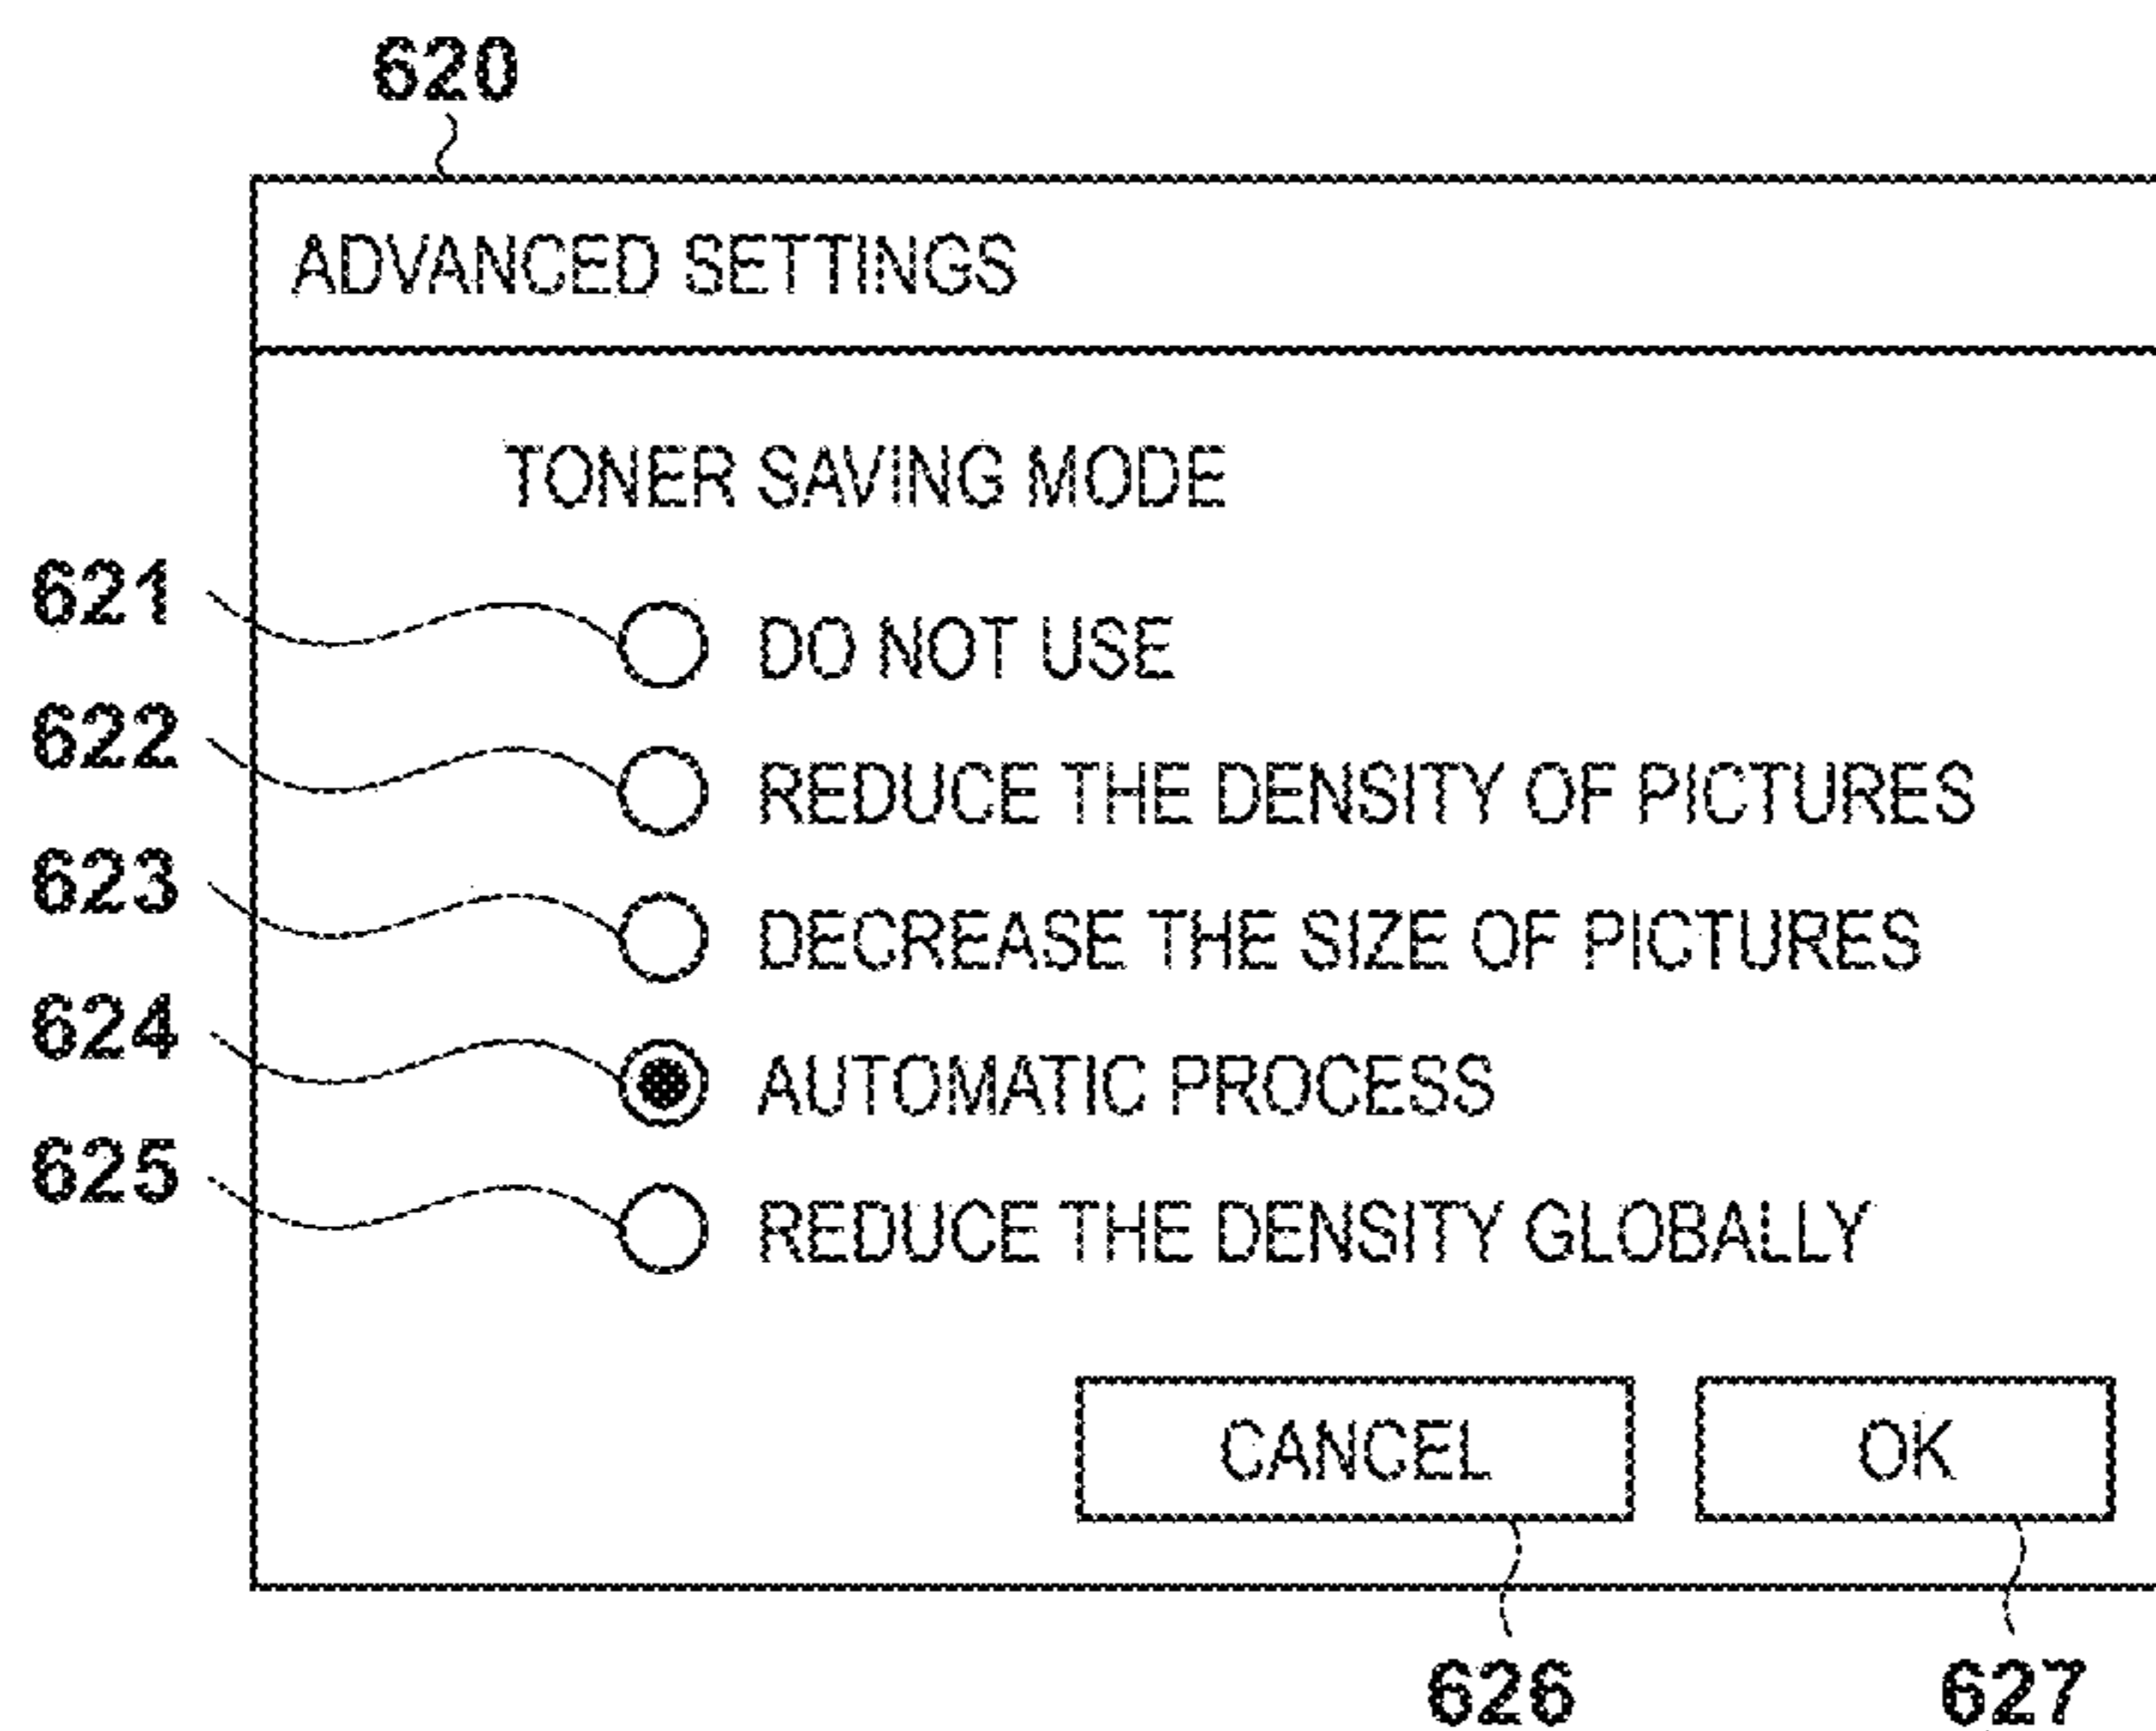 620
ADVANCED SETTINGS
TONER SAVING MODE
621 DO NOT USE
622 REDUCE THE DENSITY OF PICTURES
623 DECREASE THE SIZE OF PICTURES
624 AUTOMATIC PROCESS
625 REDUCE THE DENSITY GLOBALLY
CANCEL OK
626 627